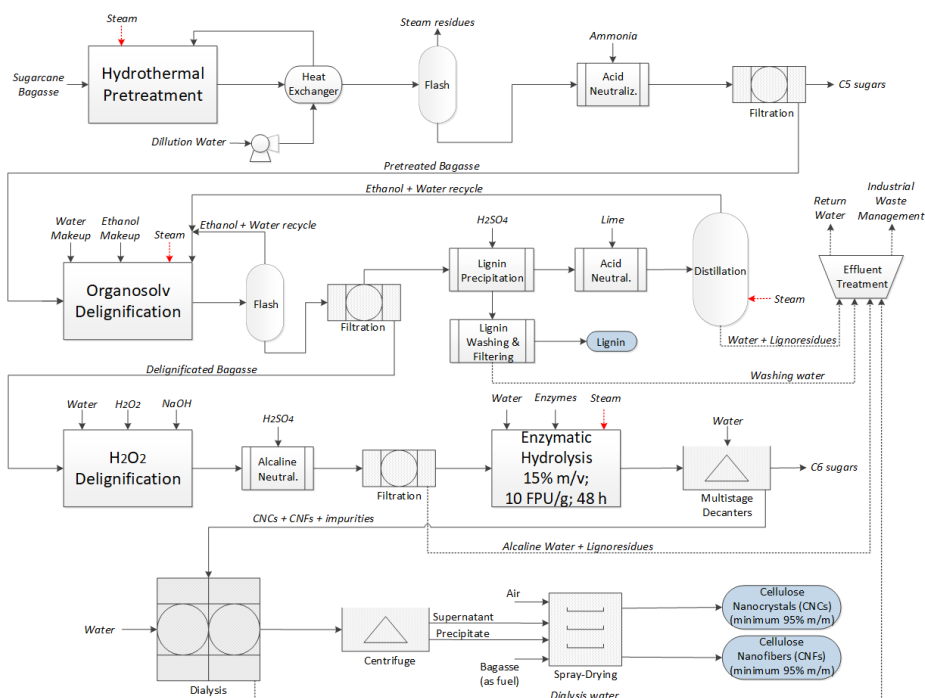 Steam
Steam residues
Ammonia
Sugarcane
Bagasse
Hydrothermal
Pretreatment
Heat
Exchanger
Flash
Acid
Neutraliz.
C5 sugars
Filtration
Dilution Water
Pretreated Bagasse
Ethanol + Water recycle
Industrial
Waste
Management
Return
Water
Water
Makeup
Ethanol
Makeup
Steam
Ethanol + Water recycle
H2SO4
Lime
Organosolv
Delignification
Flash
Filtration
Lignin
Precipitation
Acid
Neutral.
Distillation
Effluent
Treatment
Steam
Lignin
Washing &
Filtering
Lignin
Water + Lignoresidues
Washing water
Delignificated Bagasse
Water
H2O2
NaOH
H2SO4
Water
Enzymes
Steam
Water
H2O2
Delignification
Alcaline
Neutral.
Filtration
Enzymatic
Hydrolysis
15% m/v;
10 FPU/g; 48 h
C6 sugars
Multistage
Decanters
CNCs + CNFs + impurities
Alcaline Water + Lignoresidues
Water
Dialysis
Supernatant
Precipitate
Centrifuge
Air
Bagasse
(as fuel)
Spray-Drying
Cellulose
Nanocrystals (CNCs)
(minimum 95% m/m)
Cellulose
Nanofibers (CNFs)
(minimum 95% m/m)
Dialysis water